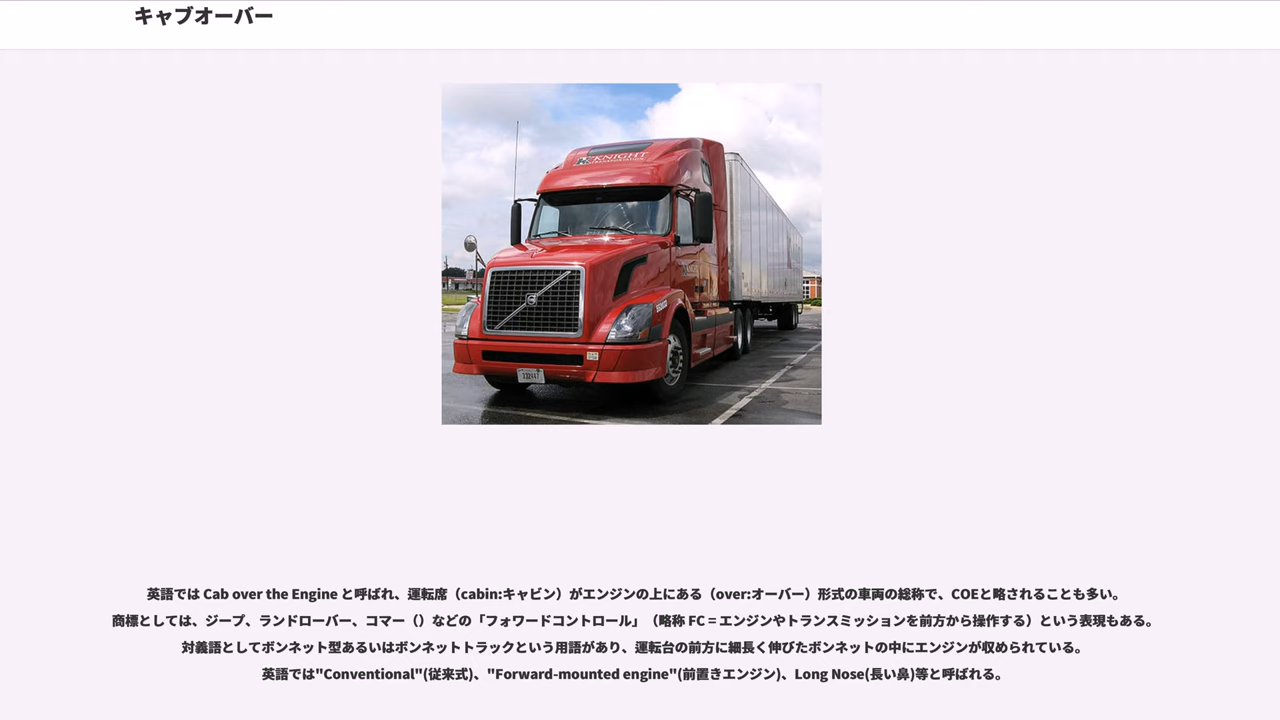 キャブオーバー
KNIGHT
英語では Cab over the Engine と呼ばれ、運転席（cabin:キャビン）がエンジンの上にある（over:オーバー）形式の車両の総称で、COEと略されることも多い。
商標としては、ジープ、ランドローバー、コマー（）などの「フォワードコントロール」（略称 FC = エンジンやトランスミッションを前方から操作する）という表現もある。
対義語としてボンネット型あるいはボンネットトラックという用語があり、運転台の前方に細長く伸びたボンネットの中にエンジンが収められている。
英語では"Conventional"(従来式)、"Forward-mounted engine"(前置きエンジン)、Long Nose(長い鼻)等と呼ばれる。